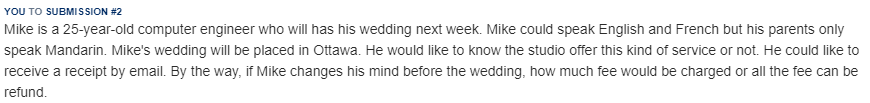 YOU TO SUBMISSION #2
Mike is a 25-year-old computer engineer who will has his wedding next week. Mike could speak English and French but his parents only
speak Mandarin. Mike's wedding will be placed in Ottawa. He would like to know the studio offer this kind of service or not. He could like to
receive a receipt by email. By the way, if Mike changes his mind before the wedding, how much fee would be charged or all the fee can be
refund.